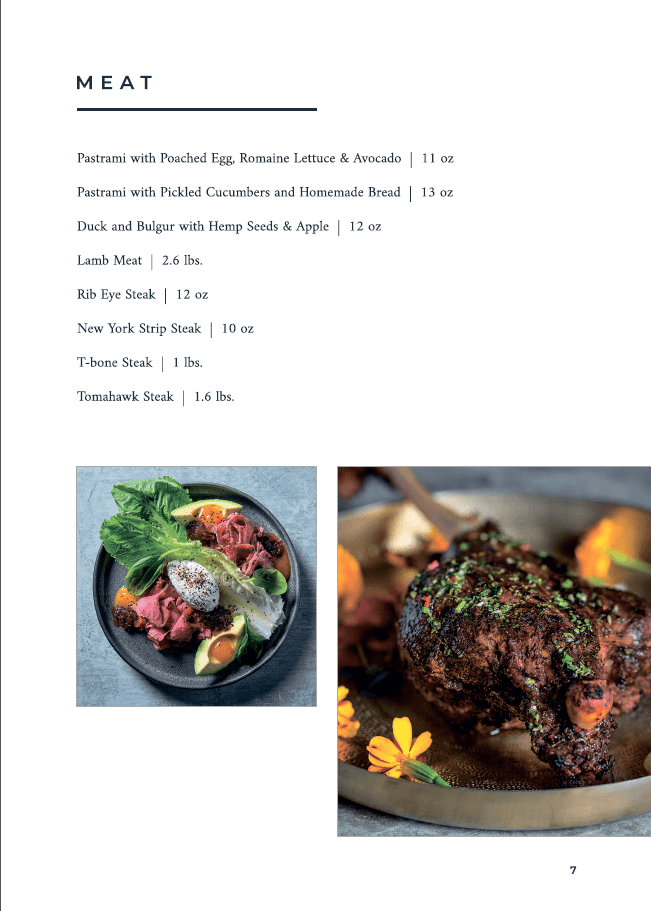 MEAT
Pastrami with Poached Egg, Romaine Lettuce & Avocado | 11 oz
Pastrami with Pickled Cucumbers and Homemade Bread | 13 oz
Duck and Bulgur with Hemp Seeds & Apple | 12 oz
Lamb Meat | 2.6 lbs.
Rib Eye Steak | 12 oz
New York Strip Steak | 10 oz
T-bone Steak | 1 lbs.
Tomahawk Steak | 1.6 lbs.
7